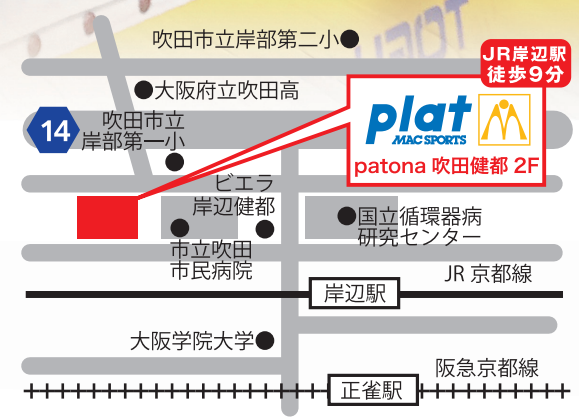 吹田市立岸部第二小
JR岸辺駅
徒歩9分
大阪府立吹田高
14
吹田市立
岸部第一小
plat
MAC SPORTS
patona 吹田健都 2F
ビエラ
岸辺健都
国立循環器病
研究センター
市立吹田
市民病院
JR 京都線
岸辺駅
大阪学院大学
阪急京都線
正雀駅